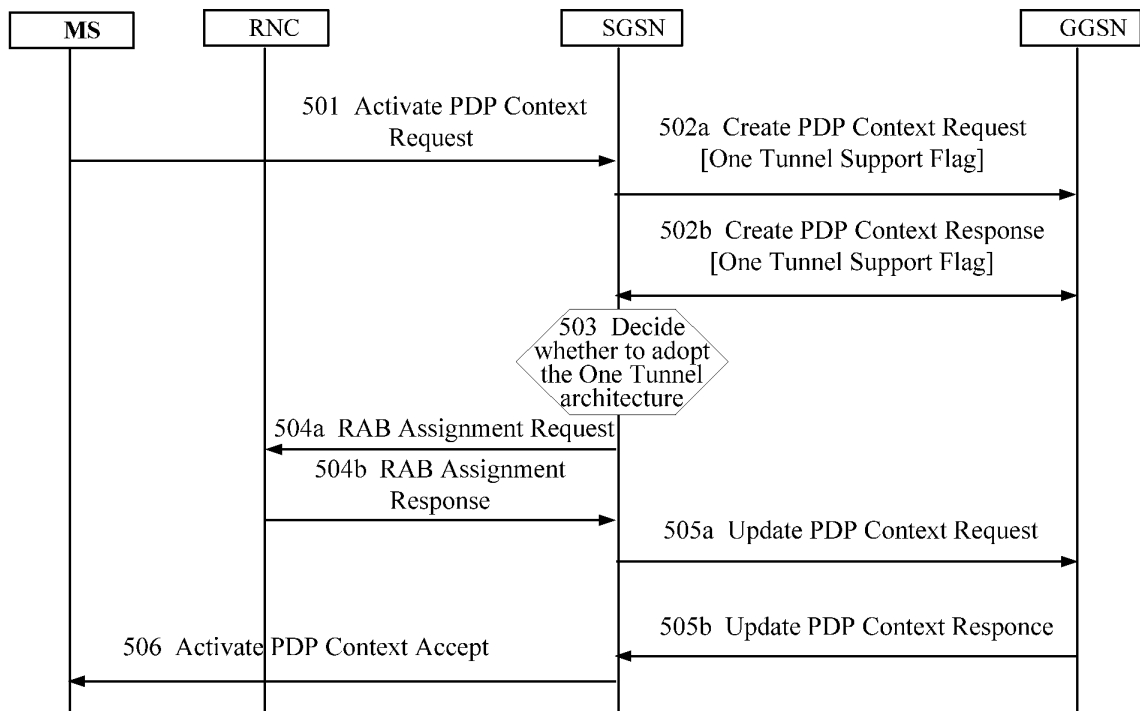 MS
RNC
SGSN
GGSN
501 Activate PDP Context
Request
502a Create PDP Context Request
[One Tunnel Support Flag]
502b Create PDP Context Response
[One Tunnel Support Flag]
503 Decide
whether to adopt
the One Tunnel
architecture
504a RAB Assignment Request
504b RAB Assignment
Response
505a Update PDP Context Request
505b Update PDP Context Responce
506 Activate PDP Context Accept